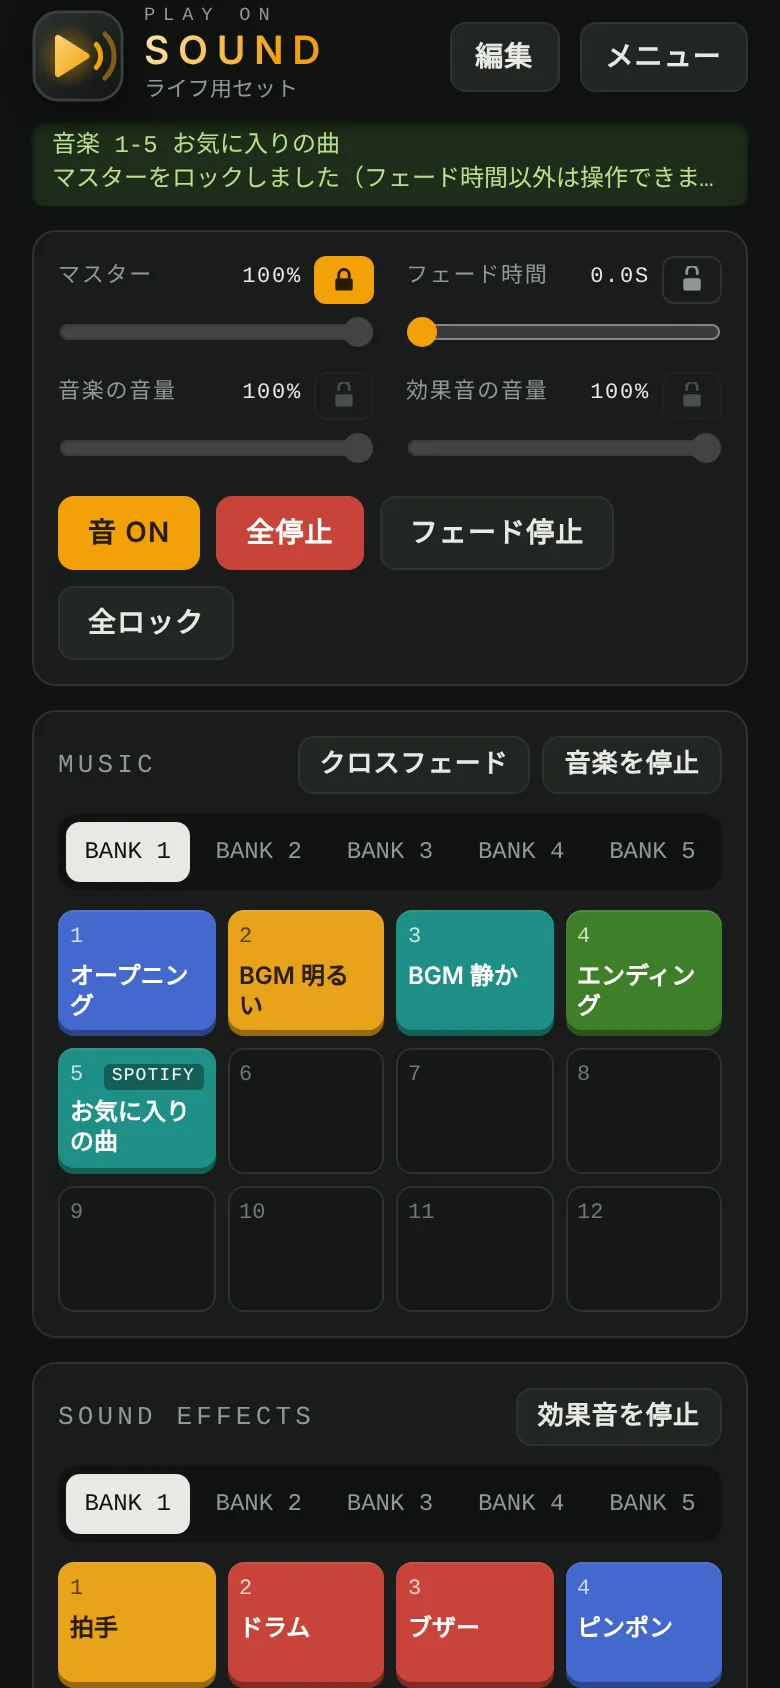 PLAY ON
SOUND
ライブ用セット
編集
メニュー
音楽 1-5 お気に入りの曲
マスターをロックしました（フェード時間以外は操作できま…
マスター 100%
フェード時間 0.0S
音楽の音量 100%
効果音の音量 100%
音 ON
全停止
フェード停止
全ロック
MUSIC
クロスフェード
音楽を停止
BANK 1 BANK 2 BANK 3 BANK 4 BANK 5
1
オープニン
グ
2
BGM 明る
い
3
BGM 静か
4
エンディン
グ
5 SPOTIFY
お気に入り
の曲
6
7
8
9
10
11
12
SOUND EFFECTS
効果音を停止
BANK 1 BANK 2 BANK 3 BANK 4 BANK 5
1
拍手
2
ドラム
3
ブザー
4
ピンポン